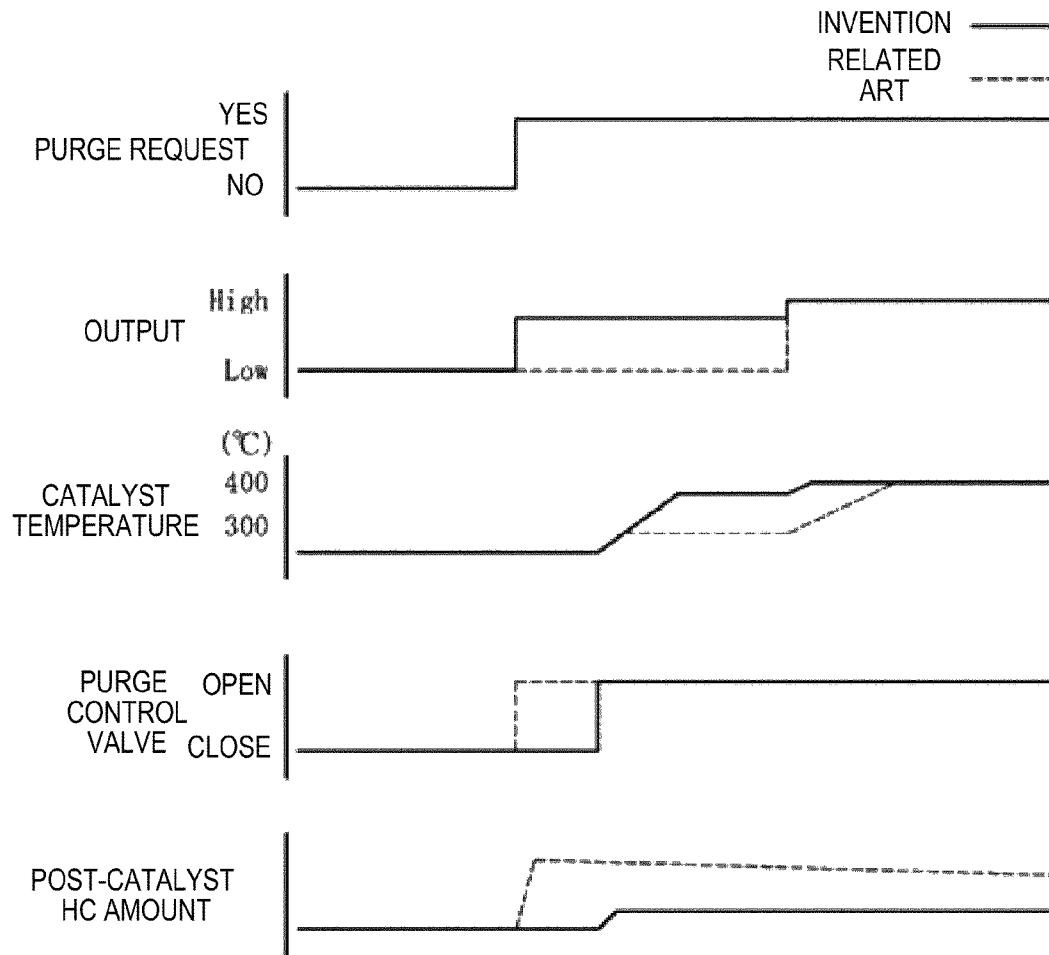 INVENTION
RELATED
ART
YES
PURGE REQUEST
NO
High
OUTPUT
Low
(℃)
400
CATALYST
TEMPERATURE
300
PURGE
CONTROL
VALVE
OPEN
CLOSE
POST-CATALYST
HC AMOUNT